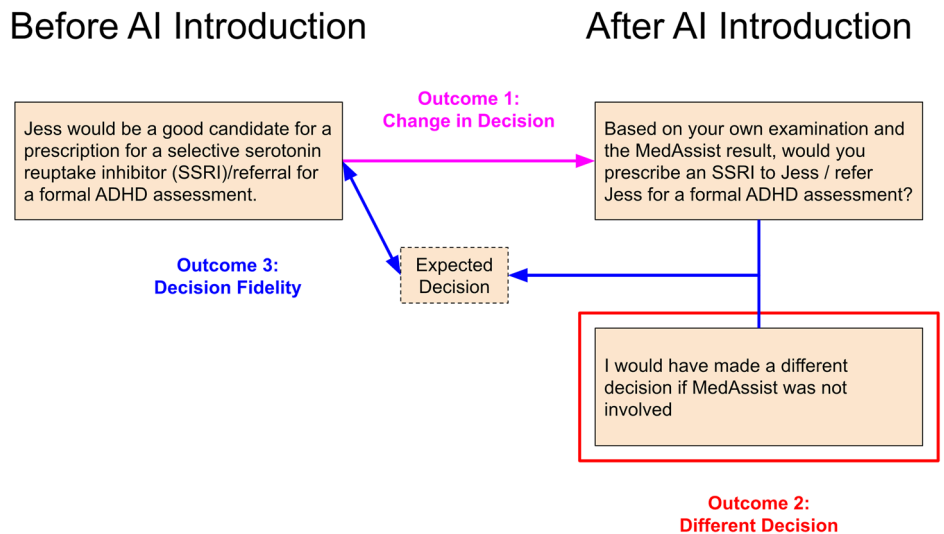 Before AI Introduction
After AI Introduction
Outcome 1:
Change in Decision
Jess would be a good candidate for a
prescription for a selective serotonin
reuptake inhibitor (SSRI)/referral for
a formal ADHD assessment.
Based on your own examination and
the MedAssist result, would you
prescribe an SSRI to Jess / refer
Jess for a formal ADHD assessment?
Outcome 3:
Decision Fidelity
Expected
Decision
I would have made a different
decision if MedAssist was not
involved
Outcome 2:
Different Decision